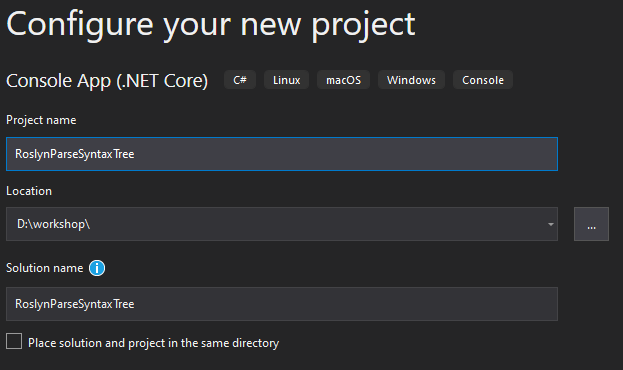 Configure your new project
Console App (.NET Core) C# Linux macOS Windows Console
Project name
RoslynParseSyntaxTree
Location
D:\workshop\
...
Solution name
RoslynParseSyntaxTree
Place solution and project in the same directory